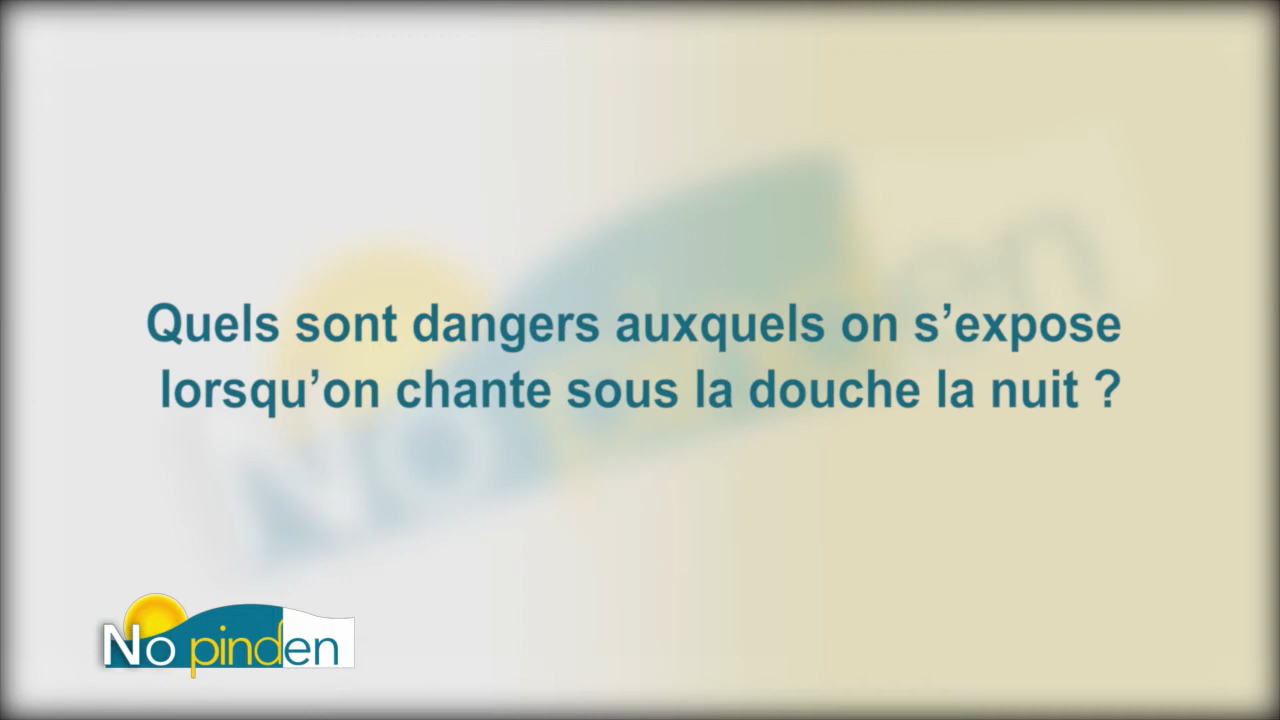 Quels sont dangers auxquels on s’expose
lorsqu’on chante sous la douche la nuit ?
No pinden